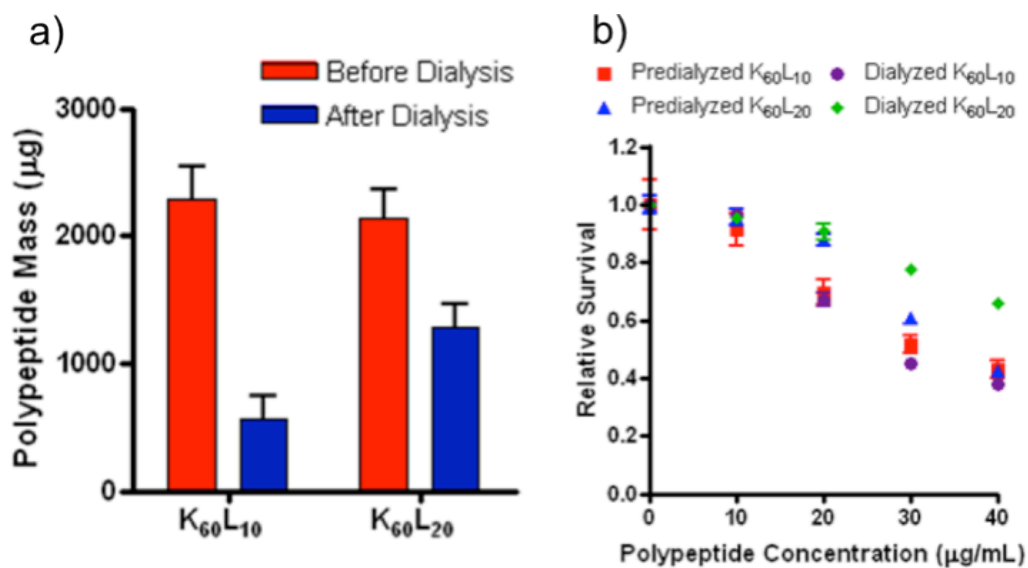 a)
Before Dialysis
After Dialysis
Polypeptide Mass (μg)
3000
2000
1000
0
K₆₀L₁₀ K₆₀L₂₀
b)
Predialyzed K₆₀L₁₀ Dialyzed K₆₀L₁₀
Predialyzed K₆₀L₂₀ Dialyzed K₆₀L₂₀
Relative Survival
1.2
1.0
0.8
0.6
0.4
0.2
0.0
0 10 20 30 40
Polypeptide Concentration (μg/mL)